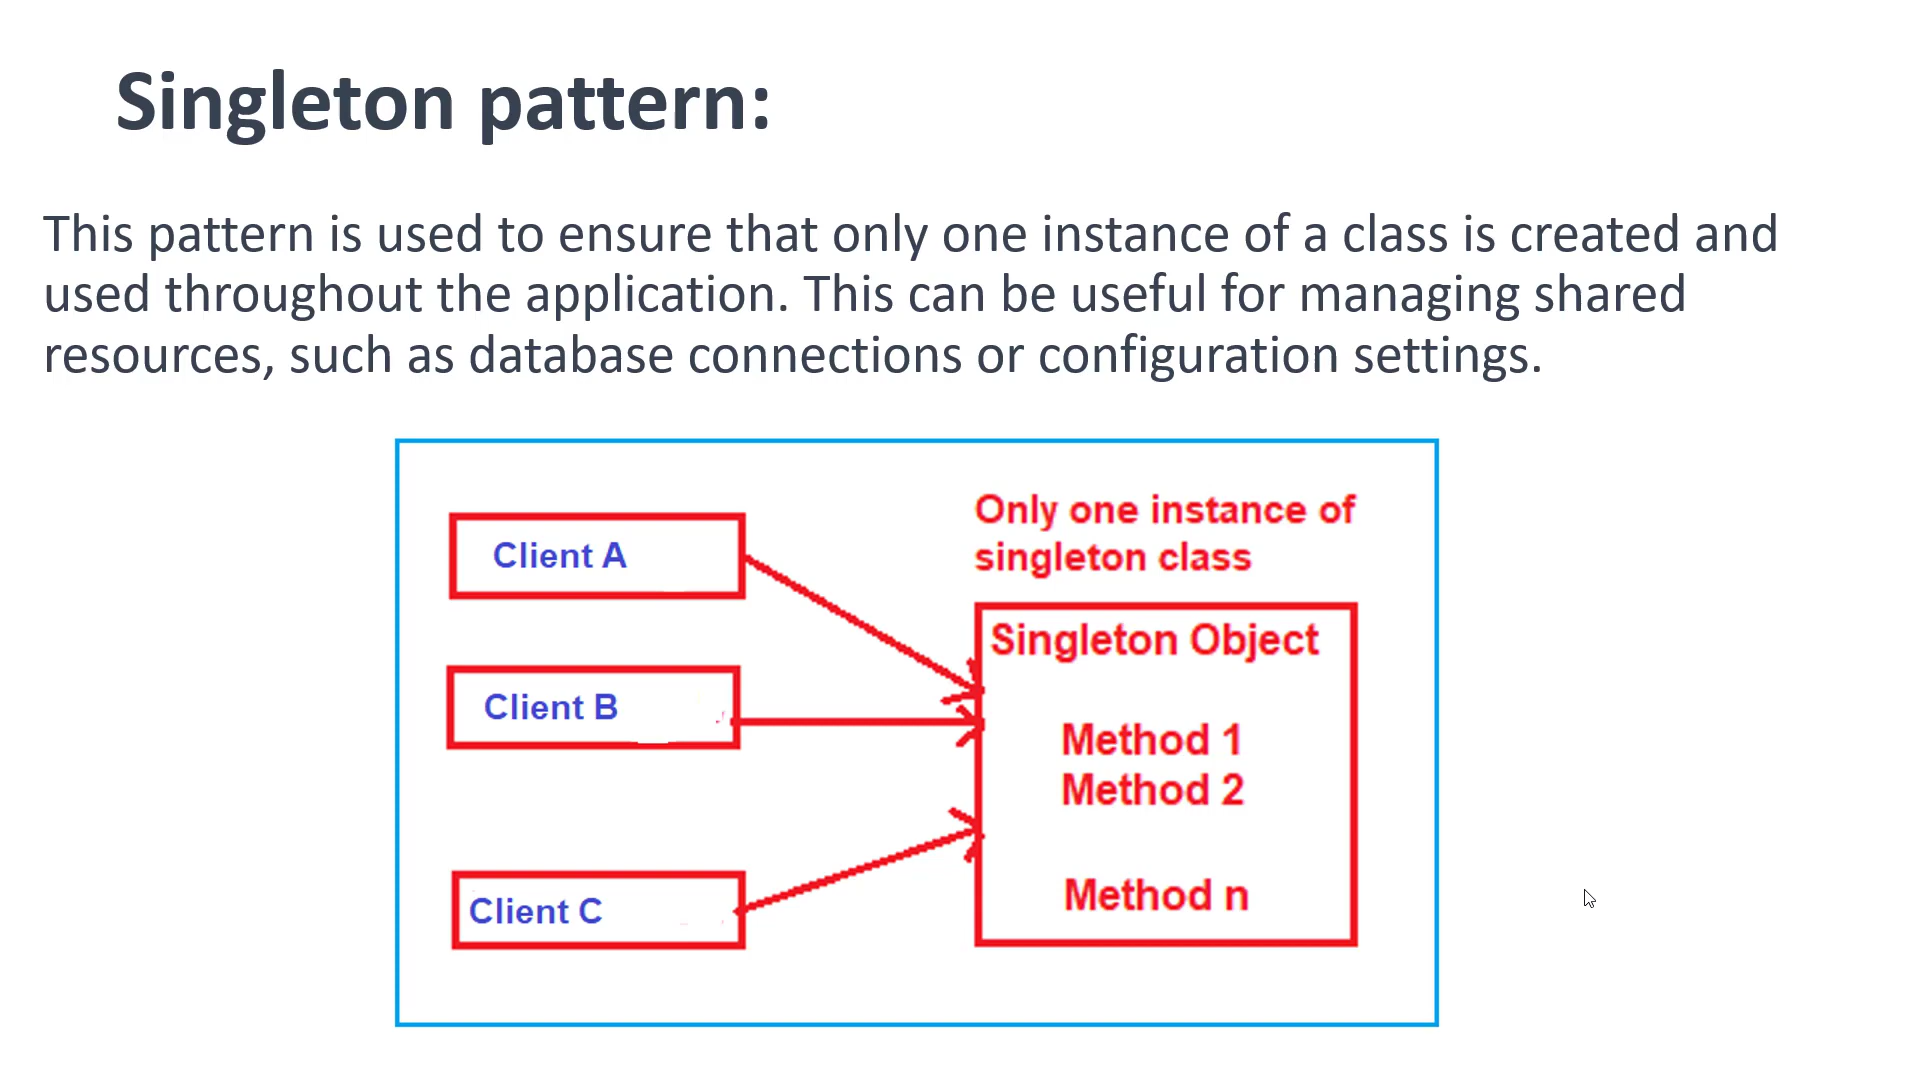 Singleton pattern:
This pattern is used to ensure that only one instance of a class is created and
used throughout the application. This can be useful for managing shared
resources, such as database connections or configuration settings.
Only one instance of
singleton class
Client A
Singleton Object
Client B
Method 1
Method 2
Client C
Method n